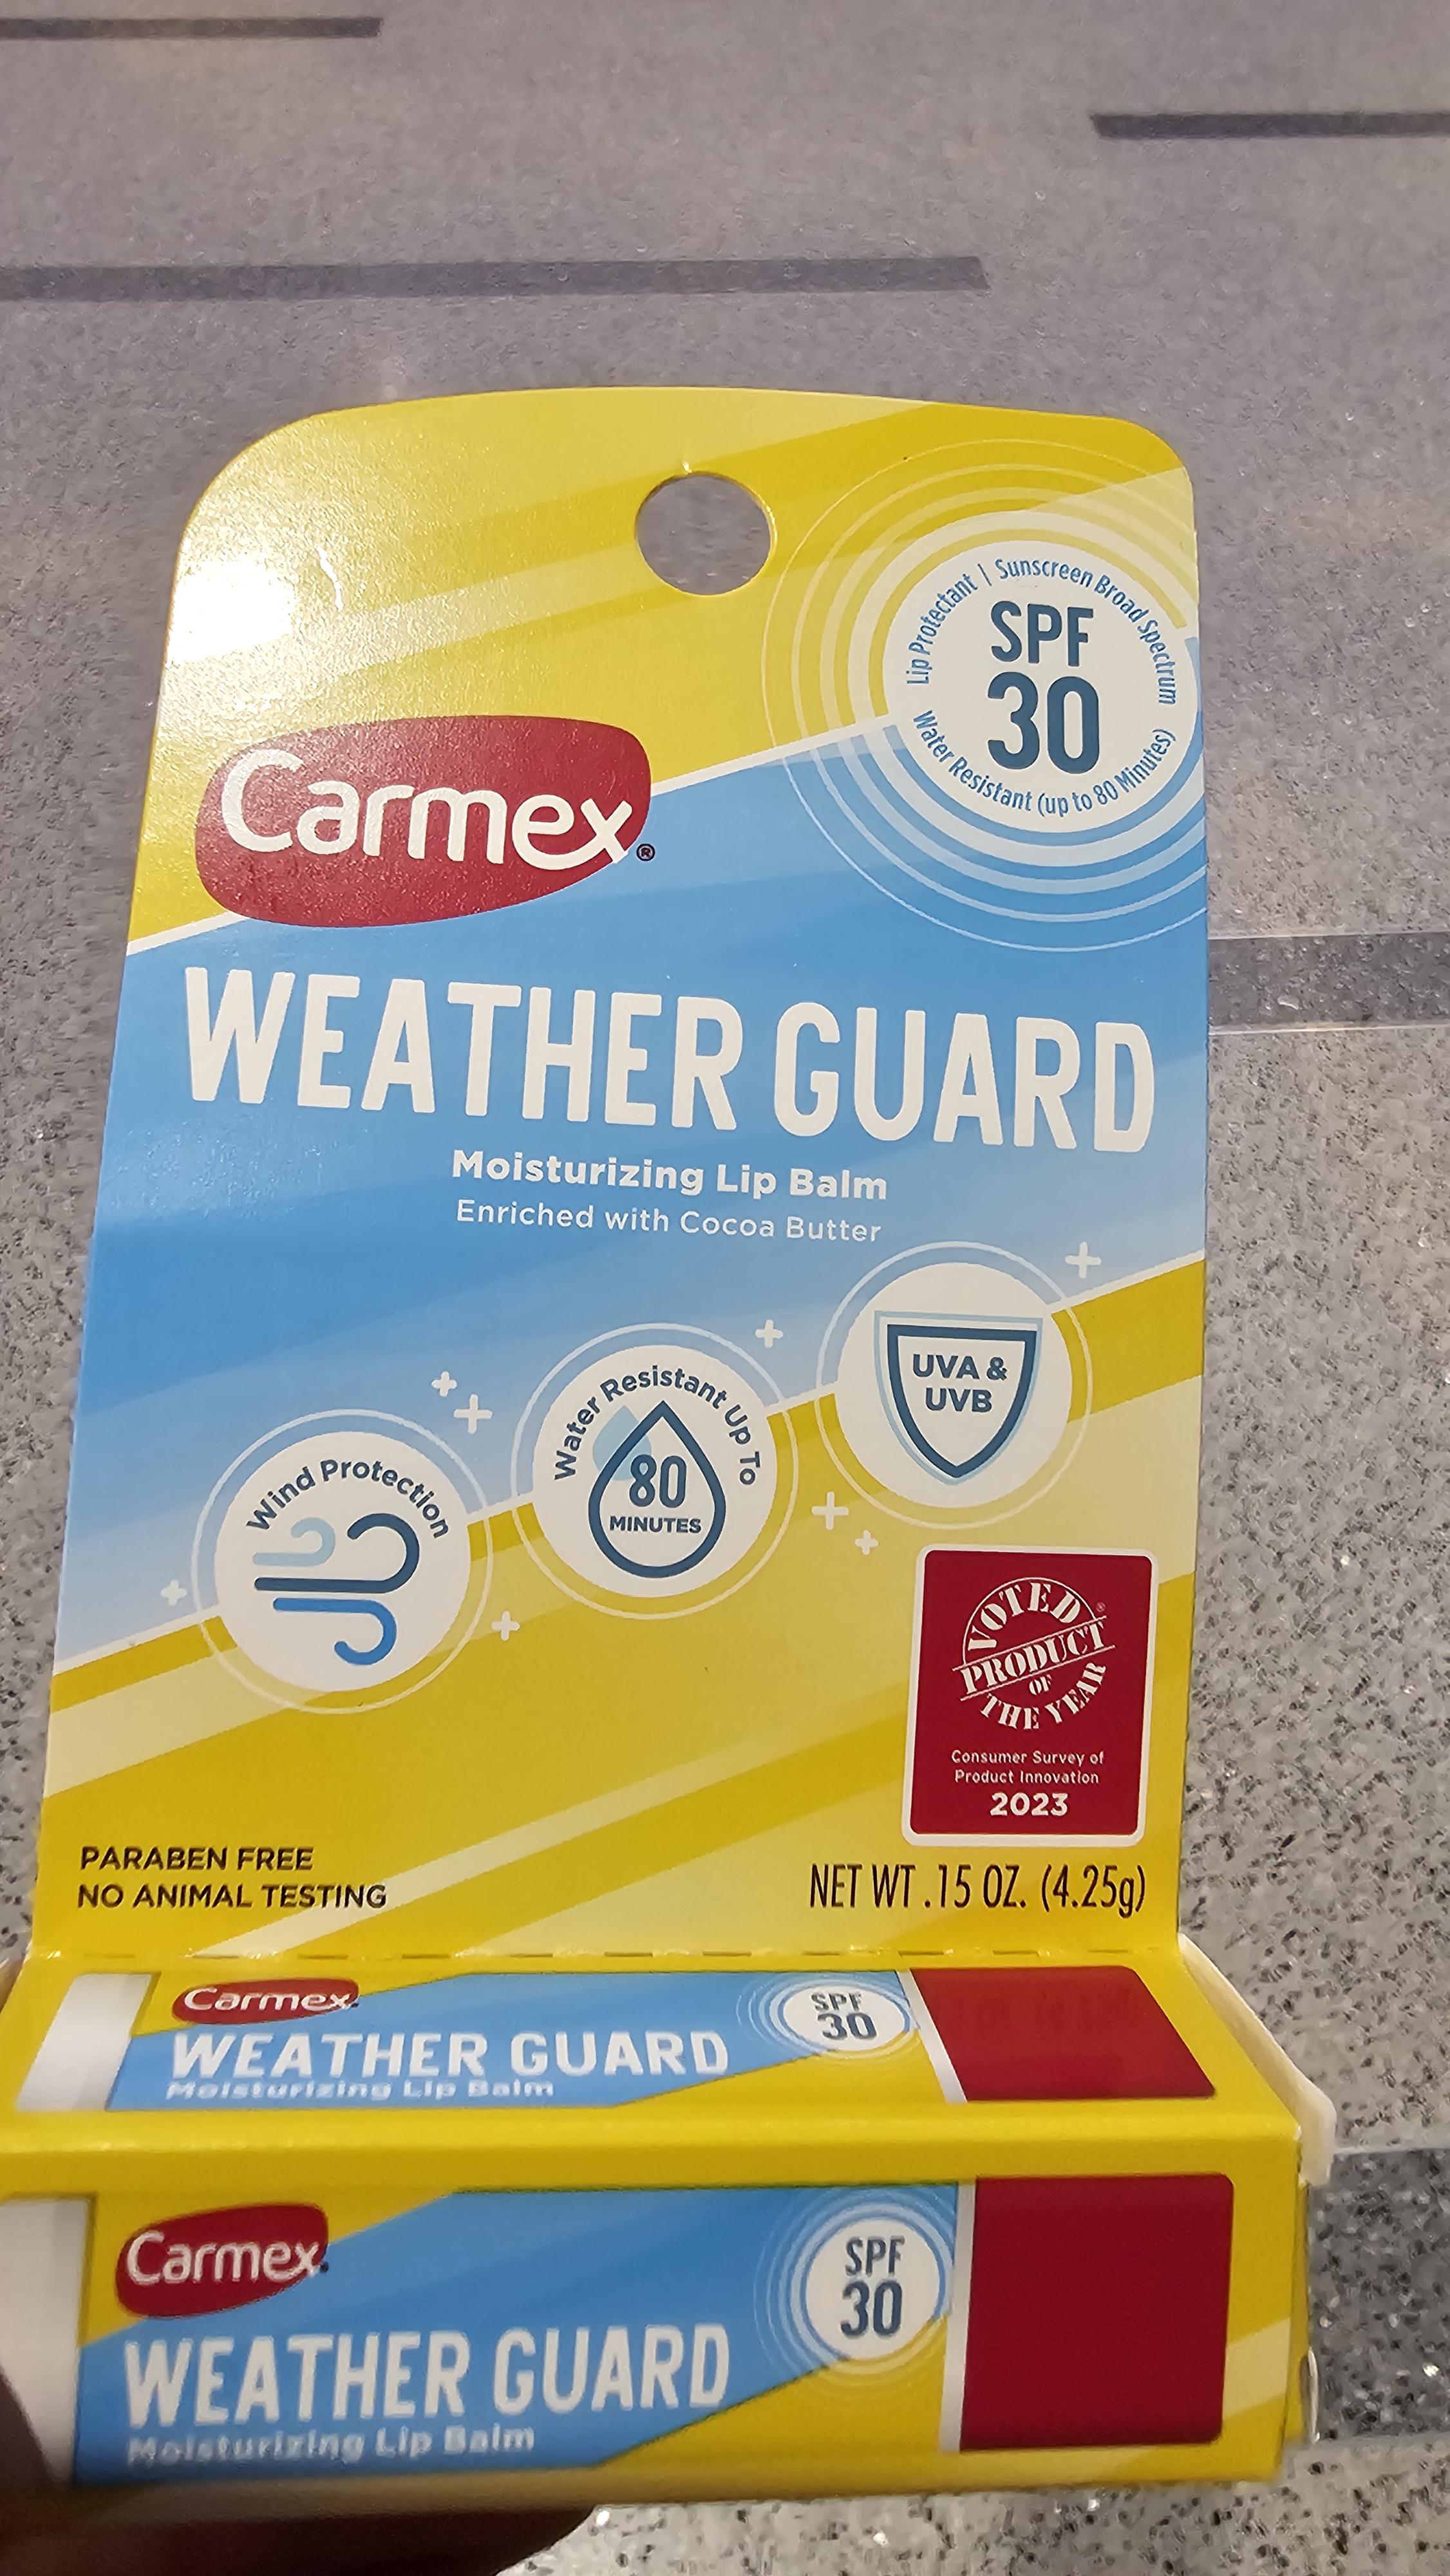 Lip Protectant | Sunscreen Broad Spectrum
SPF
30
Water Resistant (up to 80 Minutes)
Carmex®
WEATHER GUARD
Moisturizing Lip Balm
Enriched with Cocoa Butter
UVA &
UVB
Water Resistant Up To
80
MINUTES
Wind Protection
VOTED®
PRODUCT
OF
THE YEAR
Consumer Survey of
Product Innovation
2023
PARABEN FREE
NO ANIMAL TESTING
NET WT .15 OZ. (4.25g)
Carmex
SPF
30
WEATHER GUARD
Moisturizing Lip Balm
Carmex
SPF
30
WEATHER GUARD
Moisturizing Lip Balm